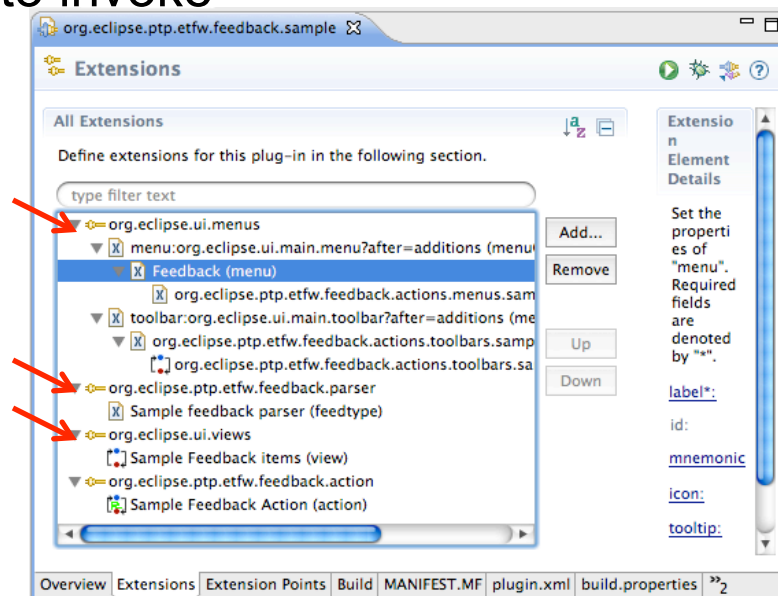 to invoke
org.eclipse.ptp.etfw.feedback.sample
Extensions
All Extensions
Define extensions for this plug-in in the following section.
type filter text
org.eclipse.ui.menus
menu:org.eclipse.ui.main.menu?after=additions (menu
Feedback (menu)
org.eclipse.ptp.etfw.feedback.actions.menus.sam
toolbar:org.eclipse.ui.main.toolbar?after=additions (me
org.eclipse.ptp.etfw.feedback.actions.toolbars.samp
org.eclipse.ptp.etfw.feedback.actions.toolbars.sa
org.eclipse.ptp.etfw.feedback.parser
Sample feedback parser (feedtype)
org.eclipse.ui.views
Sample Feedback items (view)
org.eclipse.ptp.etfw.feedback.action
Sample Feedback Action (action)
Add...
Remove
Up
Down
Extensio
n
Element
Details
Set the
properti
es of
"menu".
Required
fields
are
denoted
by "*".
label*:
id:
mnemonic
icon:
tooltip:
Overview Extensions Extension Points Build MANIFEST.MF plugin.xml build.properties »2